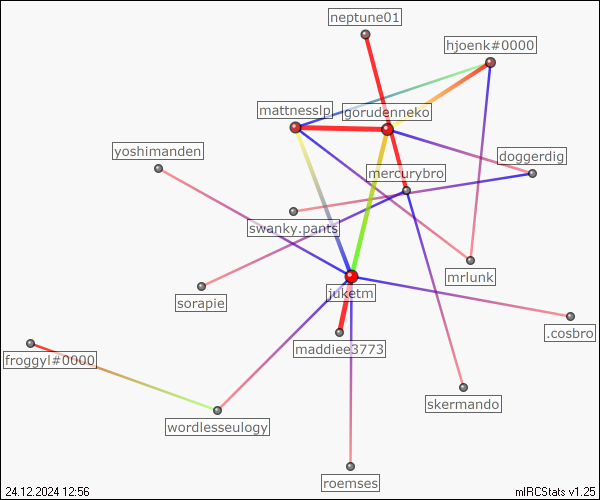 neptune01
hjoenk#0000
mattnesslp
gorudenneko
yoshimanden
doggerdig
mercurybro
swanky.pants
mrlunk
sorapie
juketm
.cosbro
maddiee3773
froggyl#0000
skermando
wordlesseulogy
roemses
24.12.2024 12:56
mIRCStats v1.25